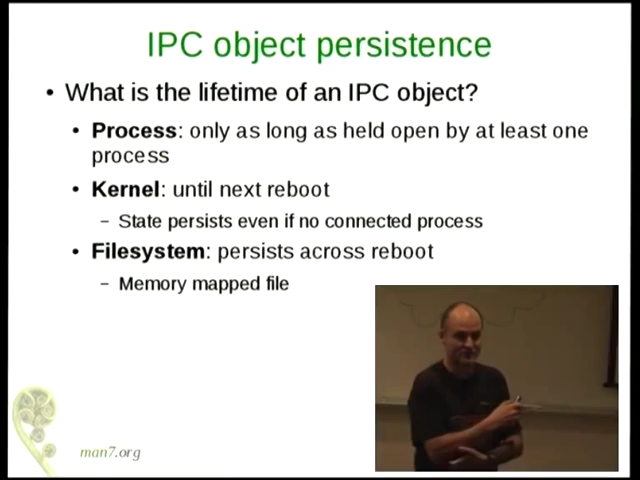 IPC object persistence
• What is the lifetime of an IPC object?
• Process: only as long as held open by at least one
process
• Kernel: until next reboot
– State persists even if no connected process
• Filesystem: persists across reboot
– Memory mapped file
man7.org